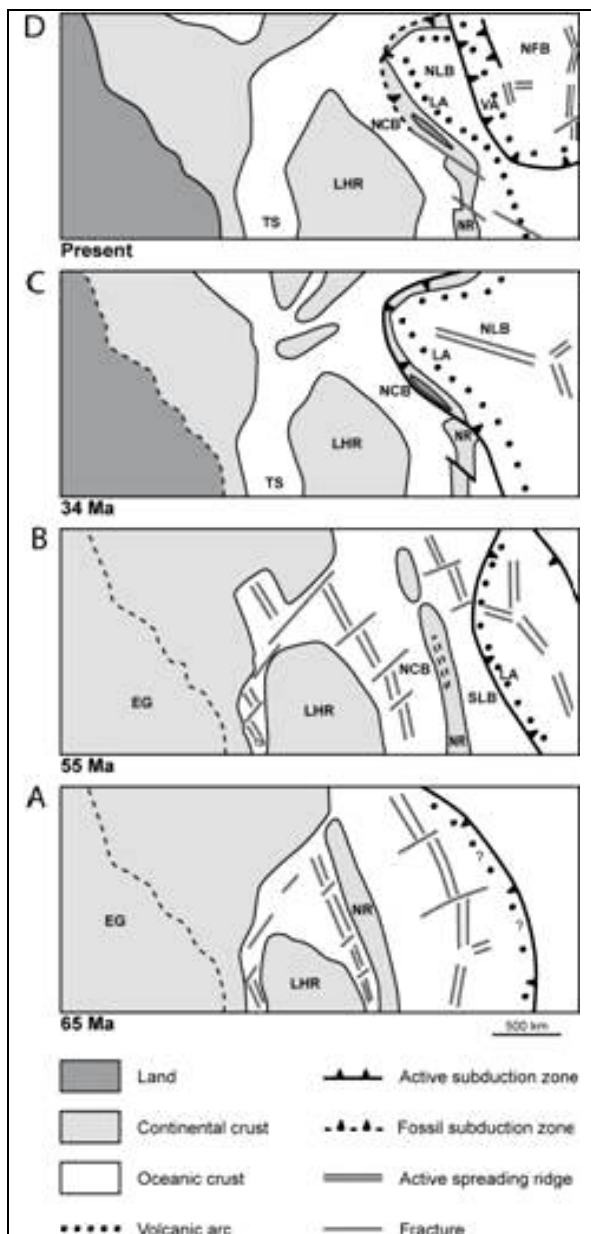 D
NFB
NLB
LA
VA
NCB
LHR
TS
NR
Present
C
NLB
LA
NCB
LHR
NR
TS
34 Ma
B
NCB
LA
EG
SLB
LHR
NR
55 Ma
A
NR
?
EG
?
LHR
65 Ma
500 km
Land
Active subduction zone
Continental crust
Fossil subduction zone
Oceanic crust
Active spreading ridge
Volcanic arc
Fracture